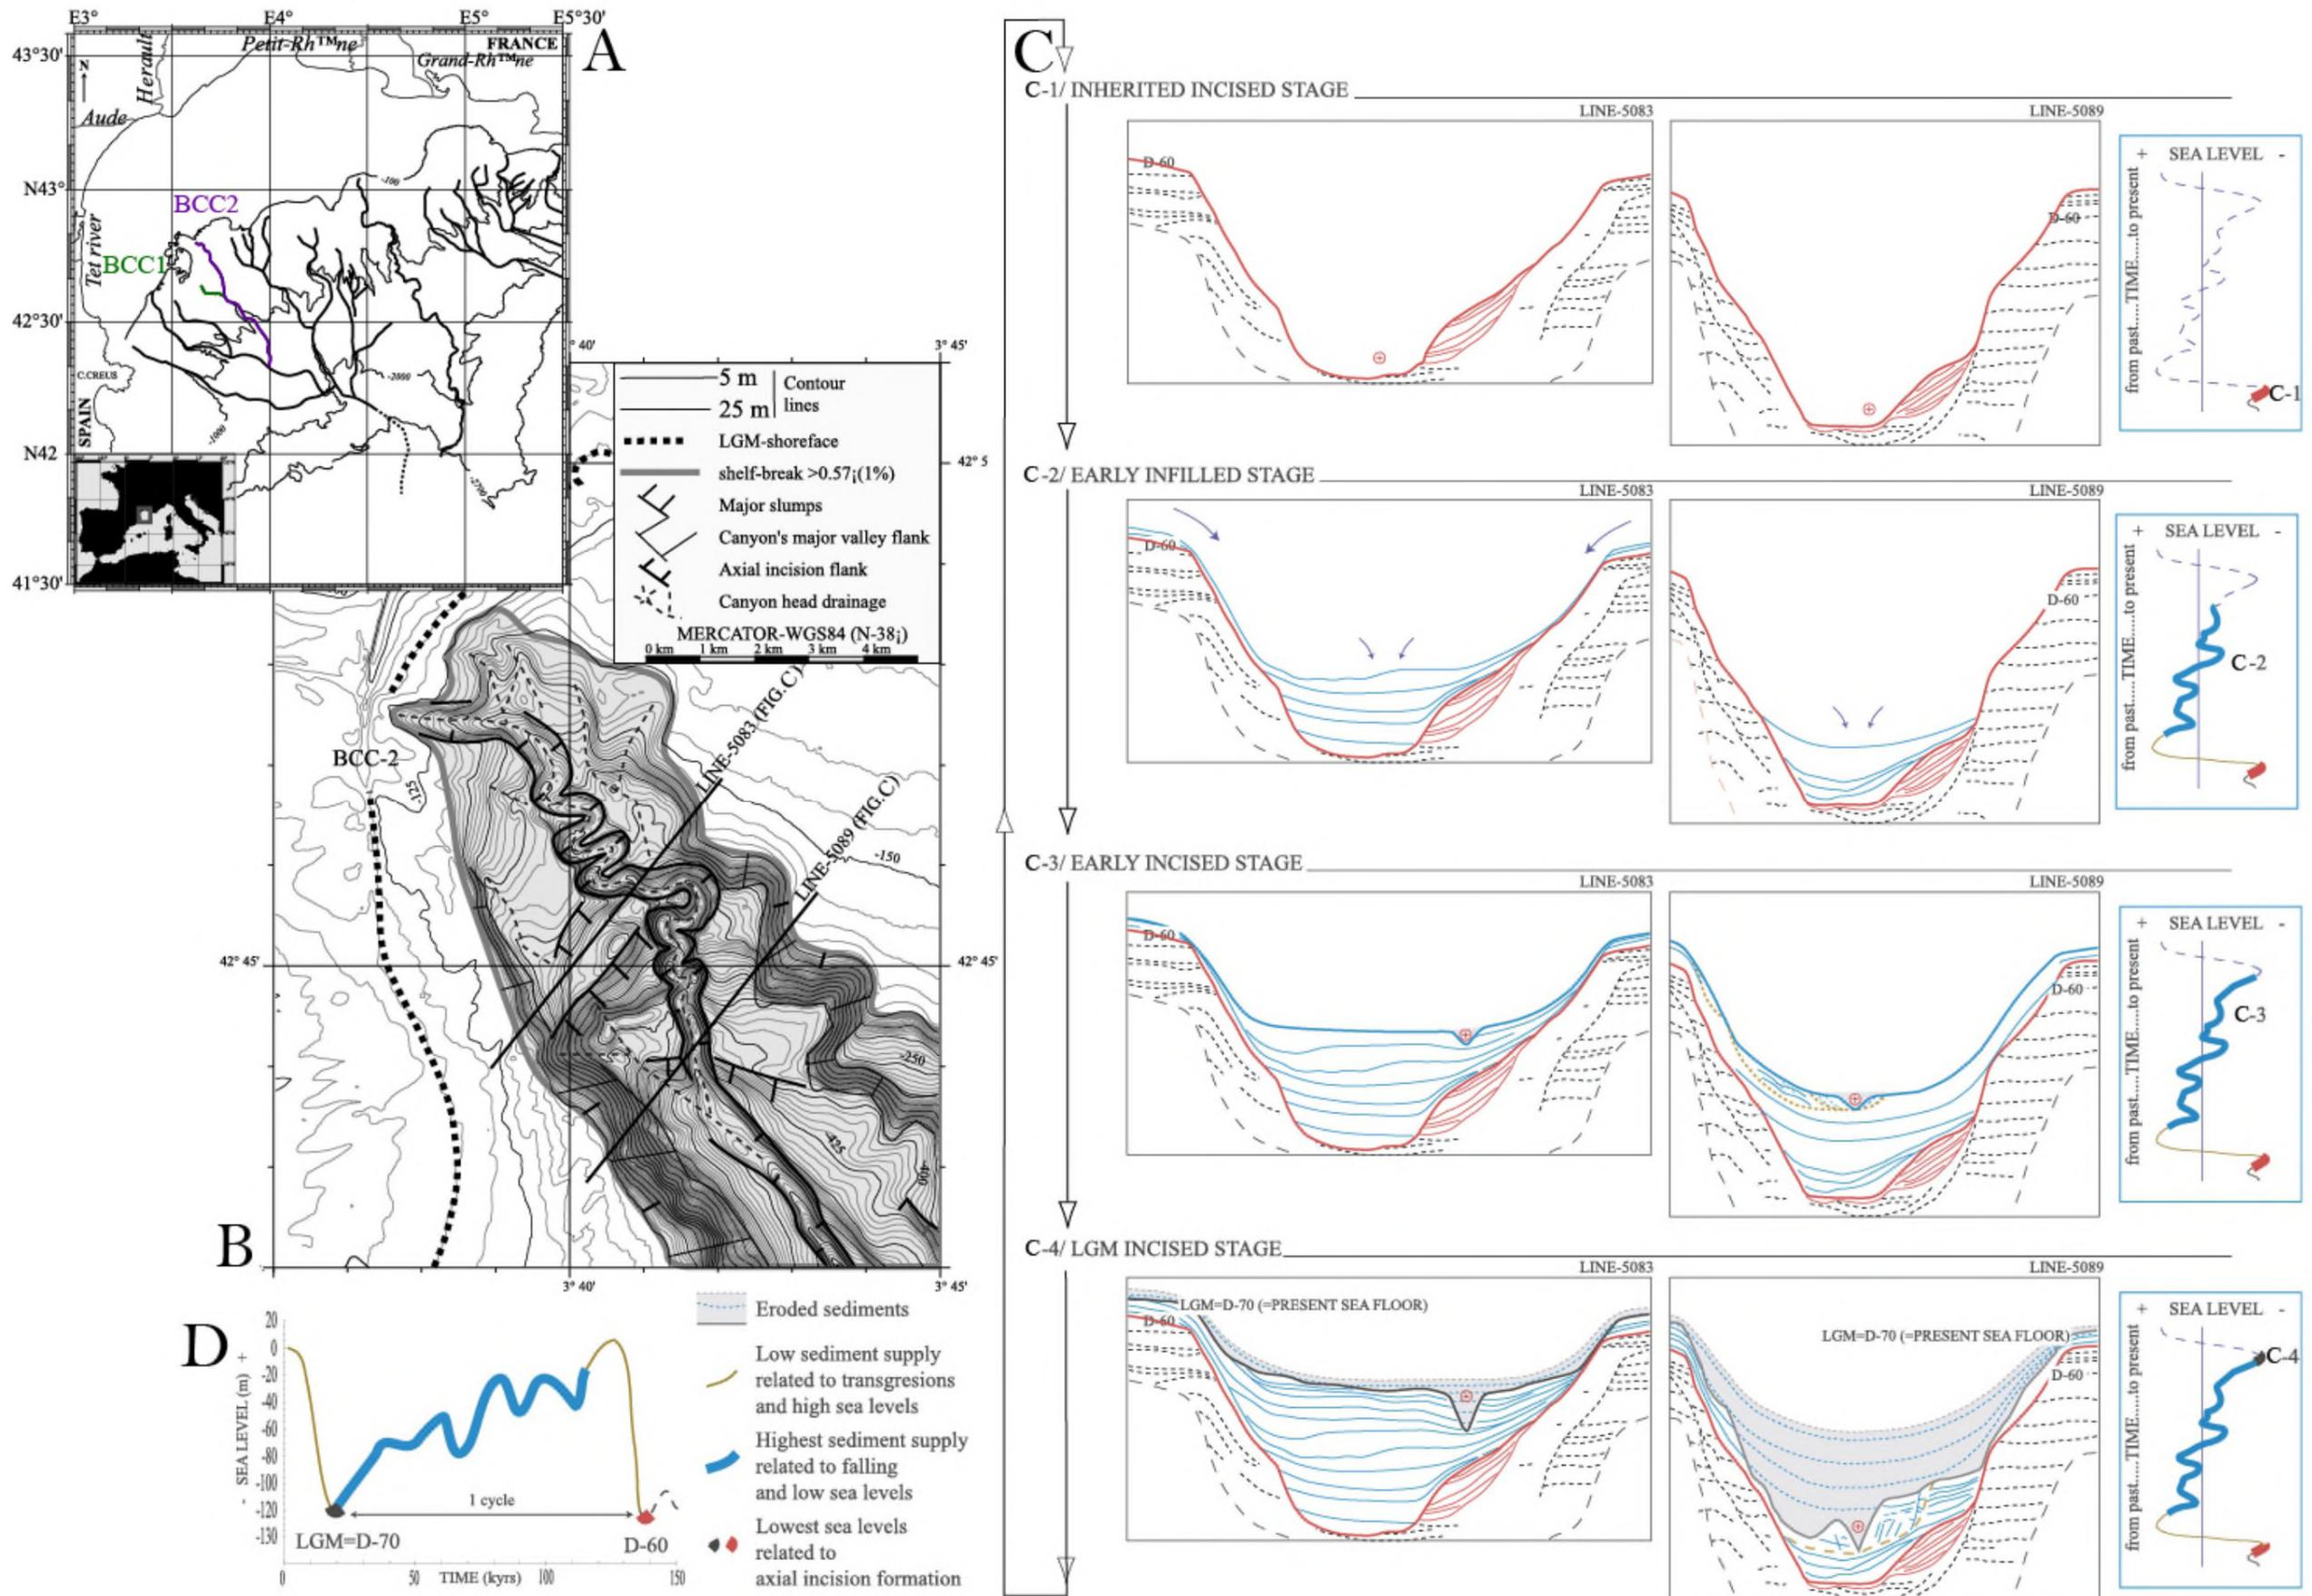 E3°
E4°
E5°
E5°30'
43°30'
N43°
42°30'
N42
41°30'
Herault
Petit-Rh™ne
FRANCE
Grand-Rh™ne
N
Aude
-100
BCC2
BCC1
Tet river
C.CREUS
SPAIN
-1000
-2000
-2700
A
° 40'
3° 45'
5 m
25 m
Contour
lines
LGM-shoreface
42° 5
shelf-break >0.57¡(1%)
Major slumps
Canyon's major valley flank
Axial incision flank
Canyon head drainage
MERCATOR-WGS84 (N-38¡)
0 km 1 km 2 km 3 km 4 km
LINE-5083 (FIG.C)
LINE-5089 (FIG.C)
BCC-2
-125
-150
42° 45'
42° 45'
-250
-425
-400
B
3° 40'
3° 45'
D
- SEA LEVEL (m) +
20
0
-20
-40
-60
-80
-100
-120
-130
1 cycle
LGM=D-70
D-60
0
50
TIME (kyrs)
100
150
Eroded sediments
Low sediment supply
related to transgresions
and high sea levels
Highest sediment supply
related to falling
and low sea levels
Lowest sea levels
related to
axial incision formation
C
C-1/ INHERITED INCISED STAGE
LINE-5083
LINE-5089
D-60
D-60
+ SEA LEVEL -
from past......TIME......to present
C-1
C-2/ EARLY INFILLED STAGE
LINE-5083
LINE-5089
D-60
D-60
+ SEA LEVEL -
from past......TIME......to present
C-2
C-3/ EARLY INCISED STAGE
LINE-5083
LINE-5089
D-60
D-60
+ SEA LEVEL -
from past......TIME......to present
C-3
C-4/ LGM INCISED STAGE
LINE-5083
LINE-5089
LGM=D-70 (=PRESENT SEA FLOOR)
D-60
LGM=D-70 (=PRESENT SEA FLOOR)
D-60
+ SEA LEVEL -
from past......TIME......to present
C-4